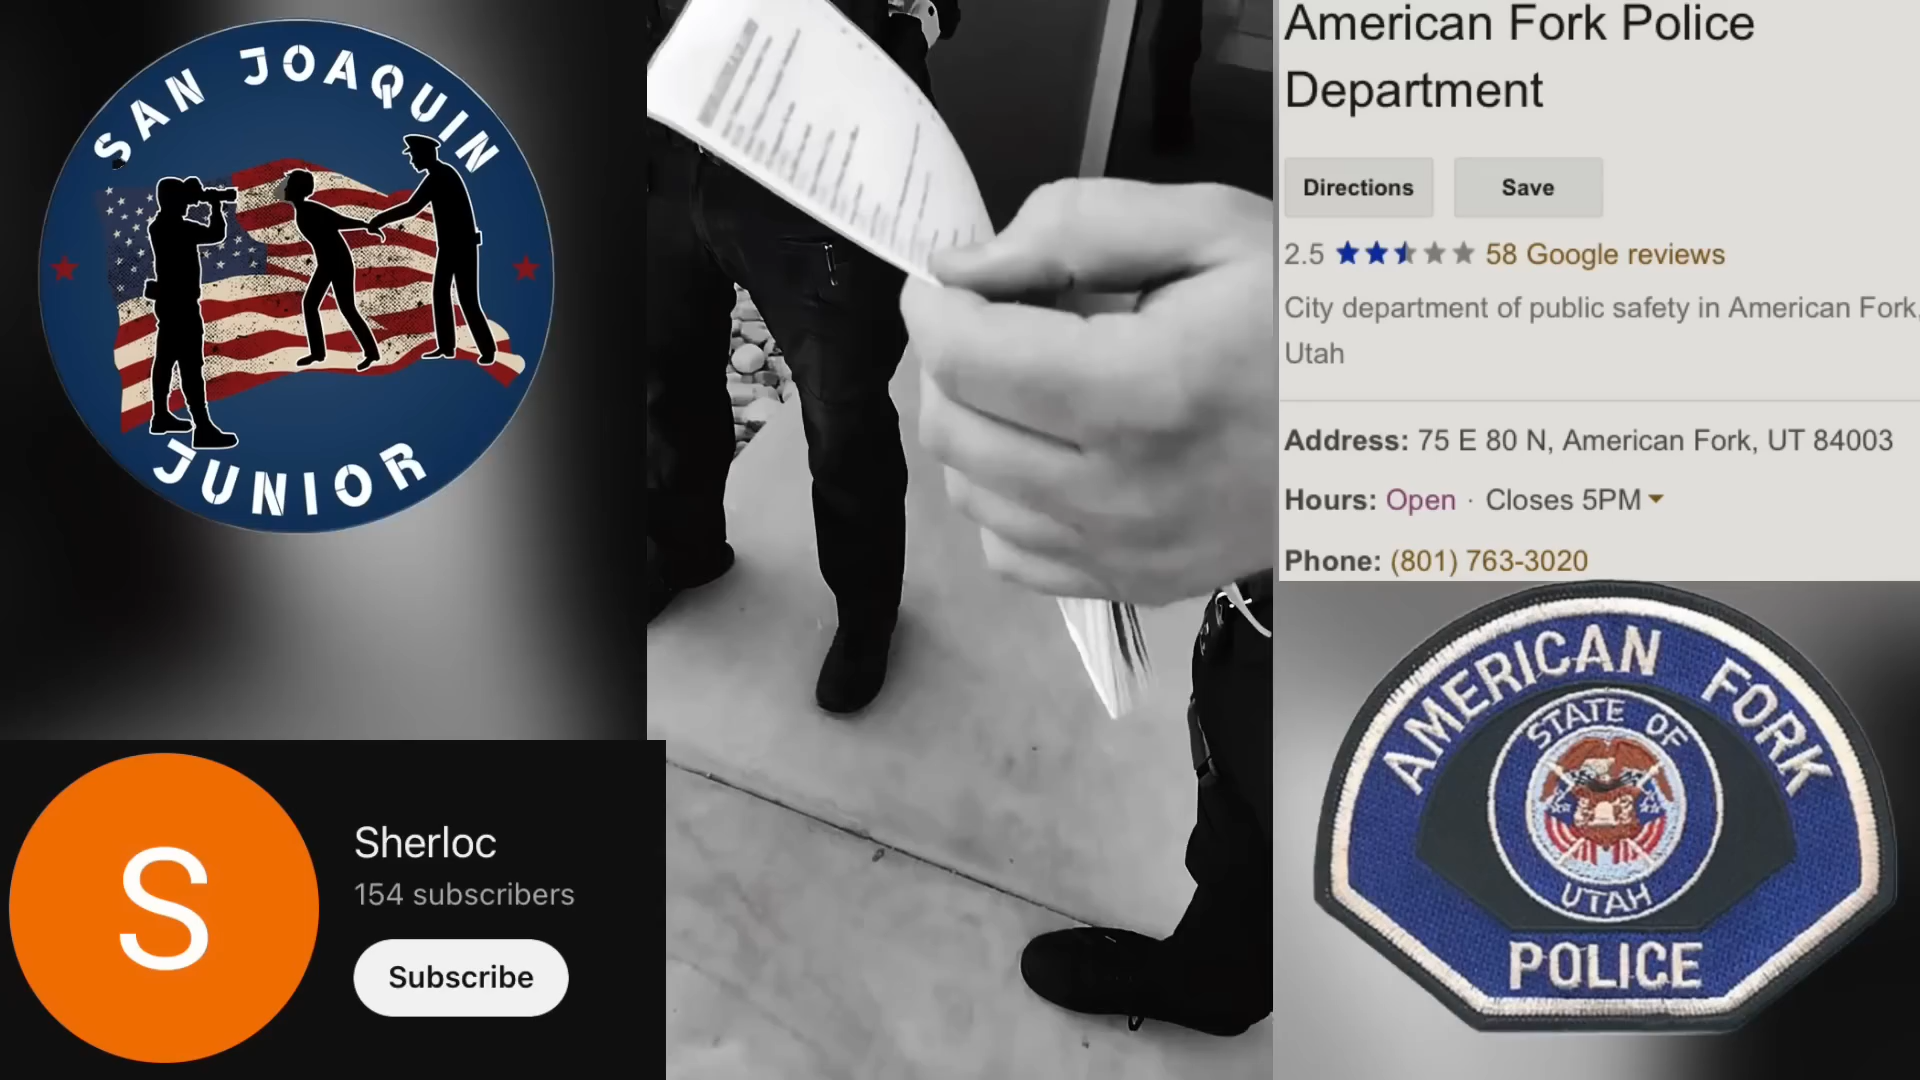 SAN JOAQUIN
JUNIOR
Sherloc
154 subscribers
Subscribe
S
American Fork Police
Department
Directions
Save
2.5
58 Google reviews
City department of public safety in American Fork,
Utah
Address: 75 E 80 N, American Fork, UT 84003
Hours: Open · Closes 5PM
Phone: (801) 763-3020
AMERICAN FORK
STATE OF
UTAH
POLICE